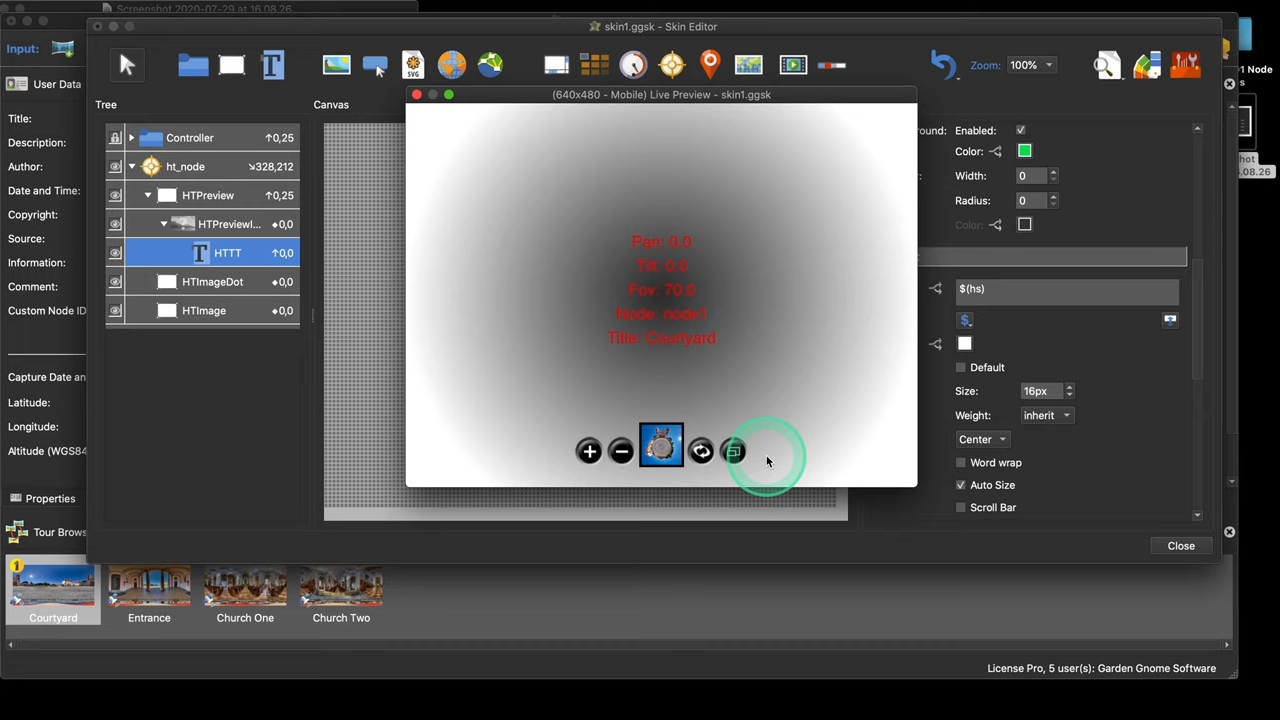 Screenshot 2020-07-29 at 16.08.26
skin1.ggsk - Skin Editor
Input:
SVG
Zoom: 100%
1 Node
User Data
Title:
Description:
Author:
Date and Time:
Copyright:
Source:
Information:
Comment:
Custom Node ID
Capture Date an
Latitude:
Longitude:
Altitude (WGS84
Properties
Tree
Canvas
Controller ↑0,25
ht_node ↘328,212
HTPreview ↑0,25
HTPreviewI... ◆0,0
HTTT ↑0,0
HTImageDot ◆0,0
HTImage ◆0,0
(640x480 - Mobile) Live Preview - skin1.ggsk
Pan: 0.0
Tilt: 0.0
Fov: 70.0
Node: node1
Title: Courtyard
ound: Enabled:
Color:
Width: 0
Radius: 0
Color:
$(hs)
Default
Size: 16px
Weight: inherit
Center
Word wrap
Auto Size
Scroll Bar
Close
hot
.08.26
Tour Brows
1
Courtyard
Entrance
Church One
Church Two
License Pro, 5 user(s): Garden Gnome Software